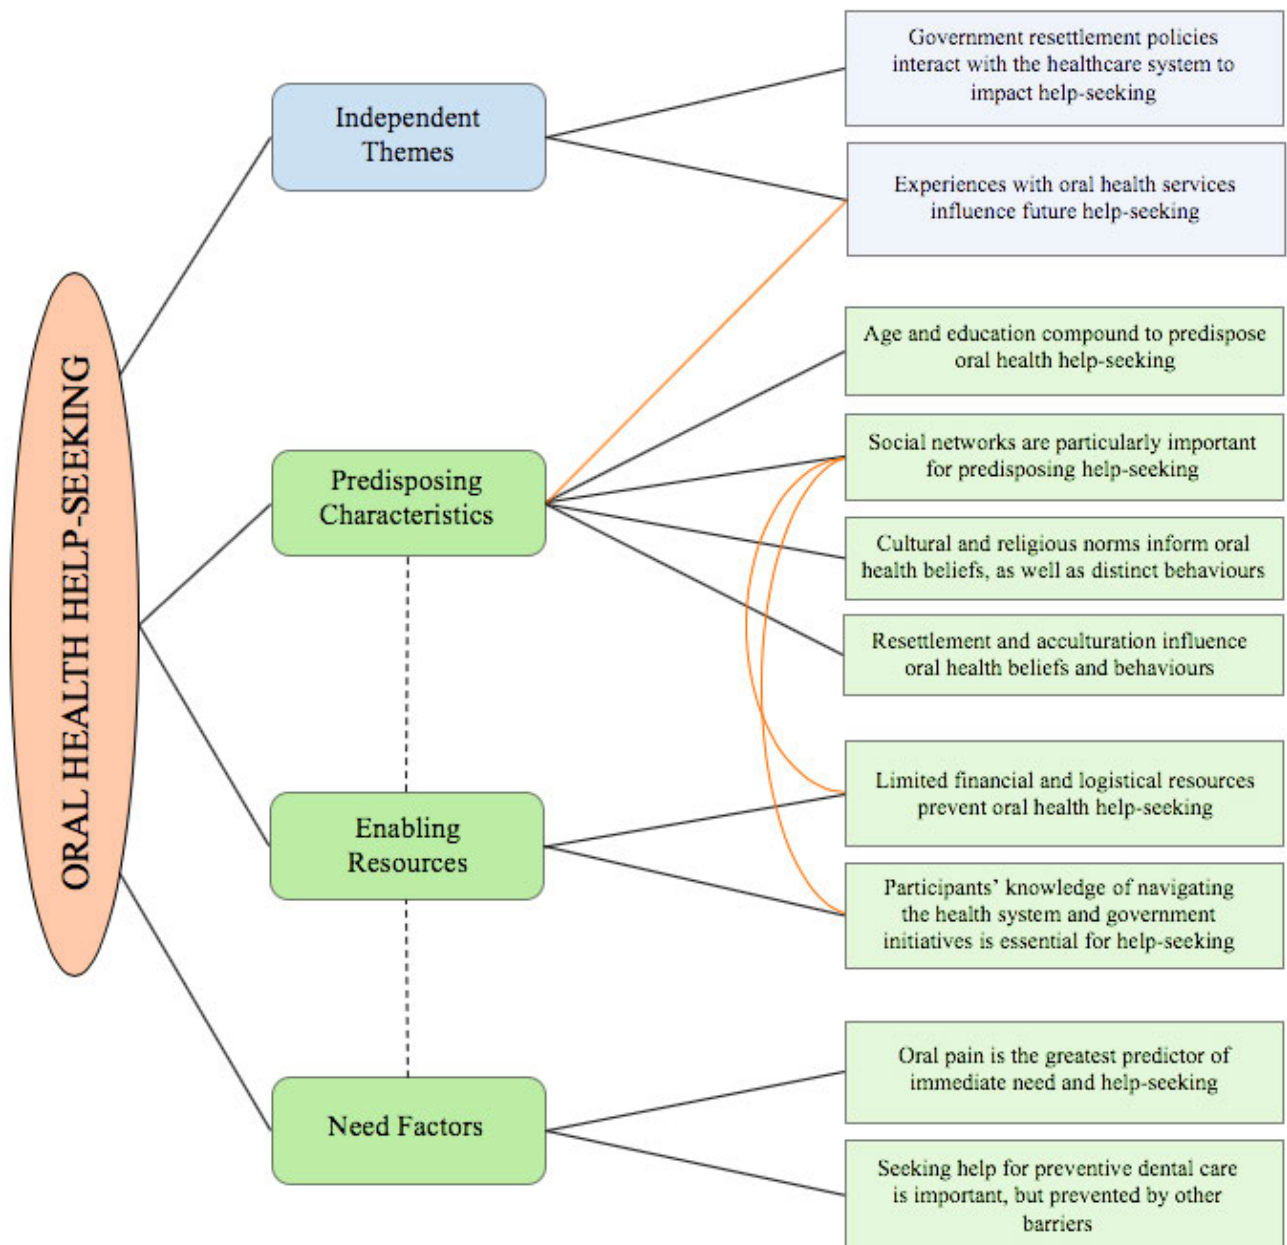 ORAL HEALTH HELP-SEEKING
Independent
Themes
Government resettlement policies
interact with the healthcare system to
impact help-seeking
Experiences with oral health services
influence future help-seeking
Predisposing
Characteristics
Age and education compound to predispose
oral health help-seeking
Social networks are particularly important
for predisposing help-seeking
Cultural and religious norms inform oral
health beliefs, as well as distinct behaviours
Resettlement and acculturation influence
oral health beliefs and behaviours
Enabling
Resources
Limited financial and logistical resources
prevent oral health help-seeking
Participants’ knowledge of navigating
the health system and government
initiatives is essential for help-seeking
Need Factors
Oral pain is the greatest predictor of
immediate need and help-seeking
Seeking help for preventive dental care
is important, but prevented by other
barriers